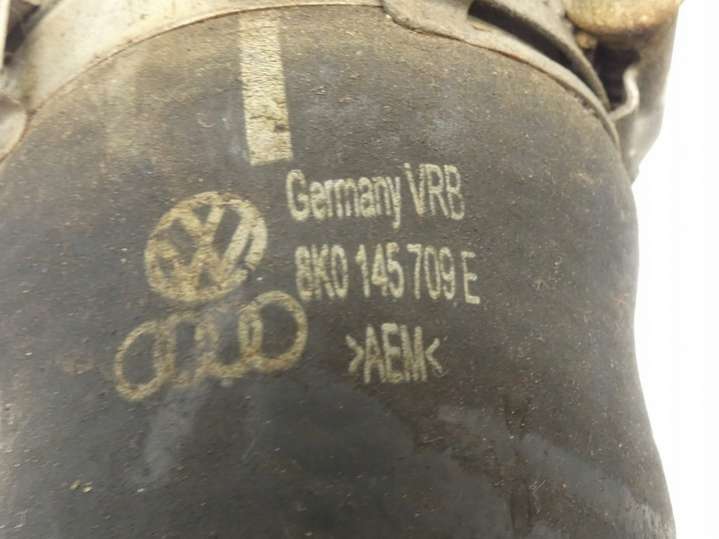 Germany VRB
8K0 145 709 E
>AEM<